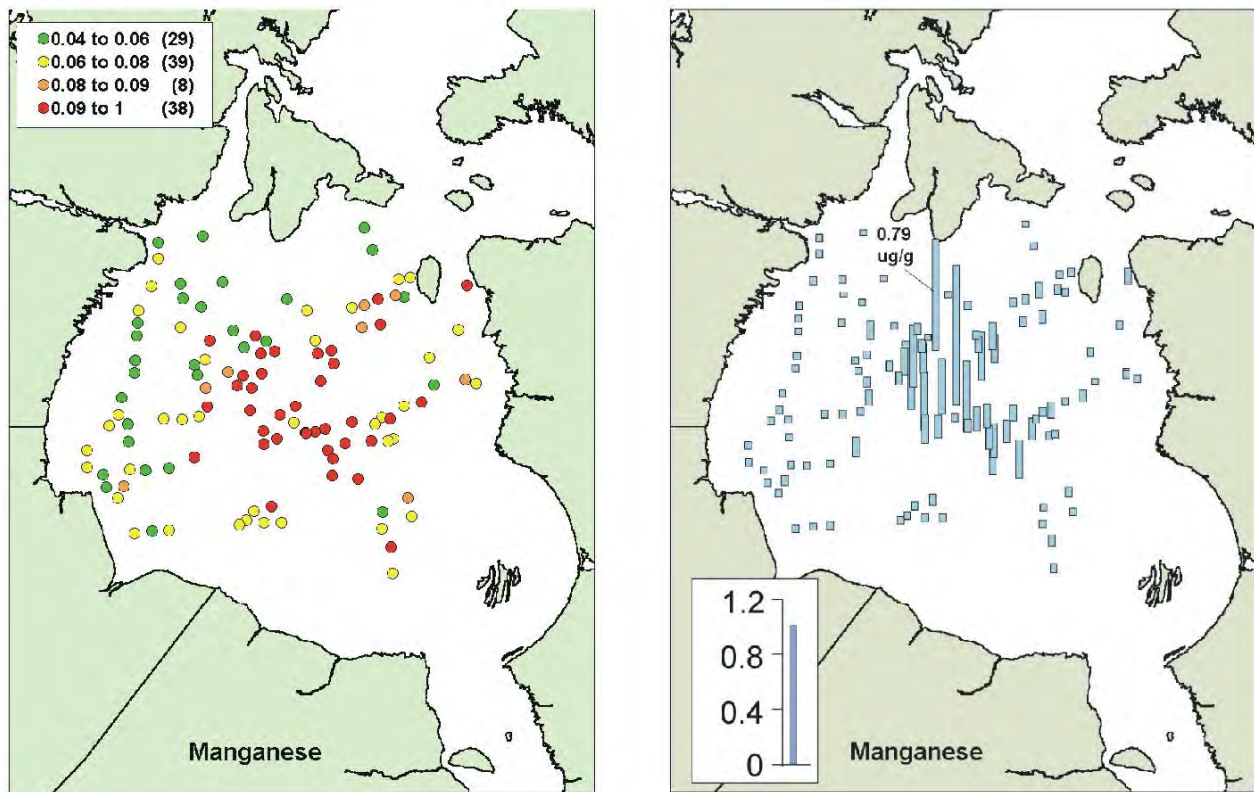 0.04 to 0.06 (29)
0.06 to 0.08 (39)
0.08 to 0.09 (8)
0.09 to 1 (38)
Manganese
0.79
ug/g
1.2
0.8
0.4
0
Manganese